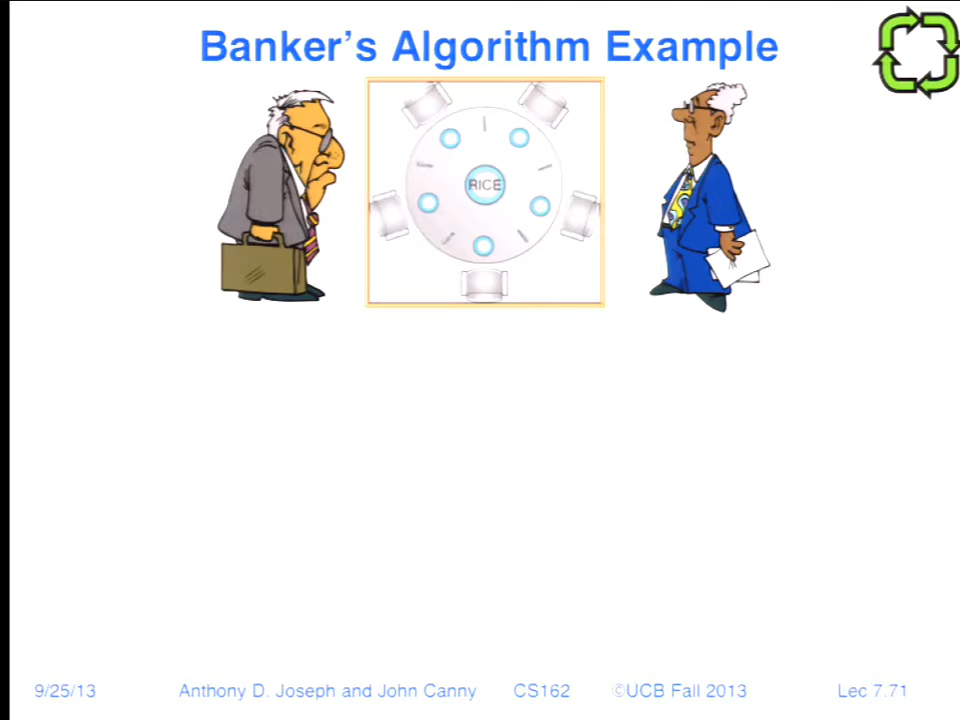 Banker's Algorithm Example
RICE
9/25/13 Anthony D. Joseph and John Canny CS162 ©UCB Fall 2013 Lec 7.71